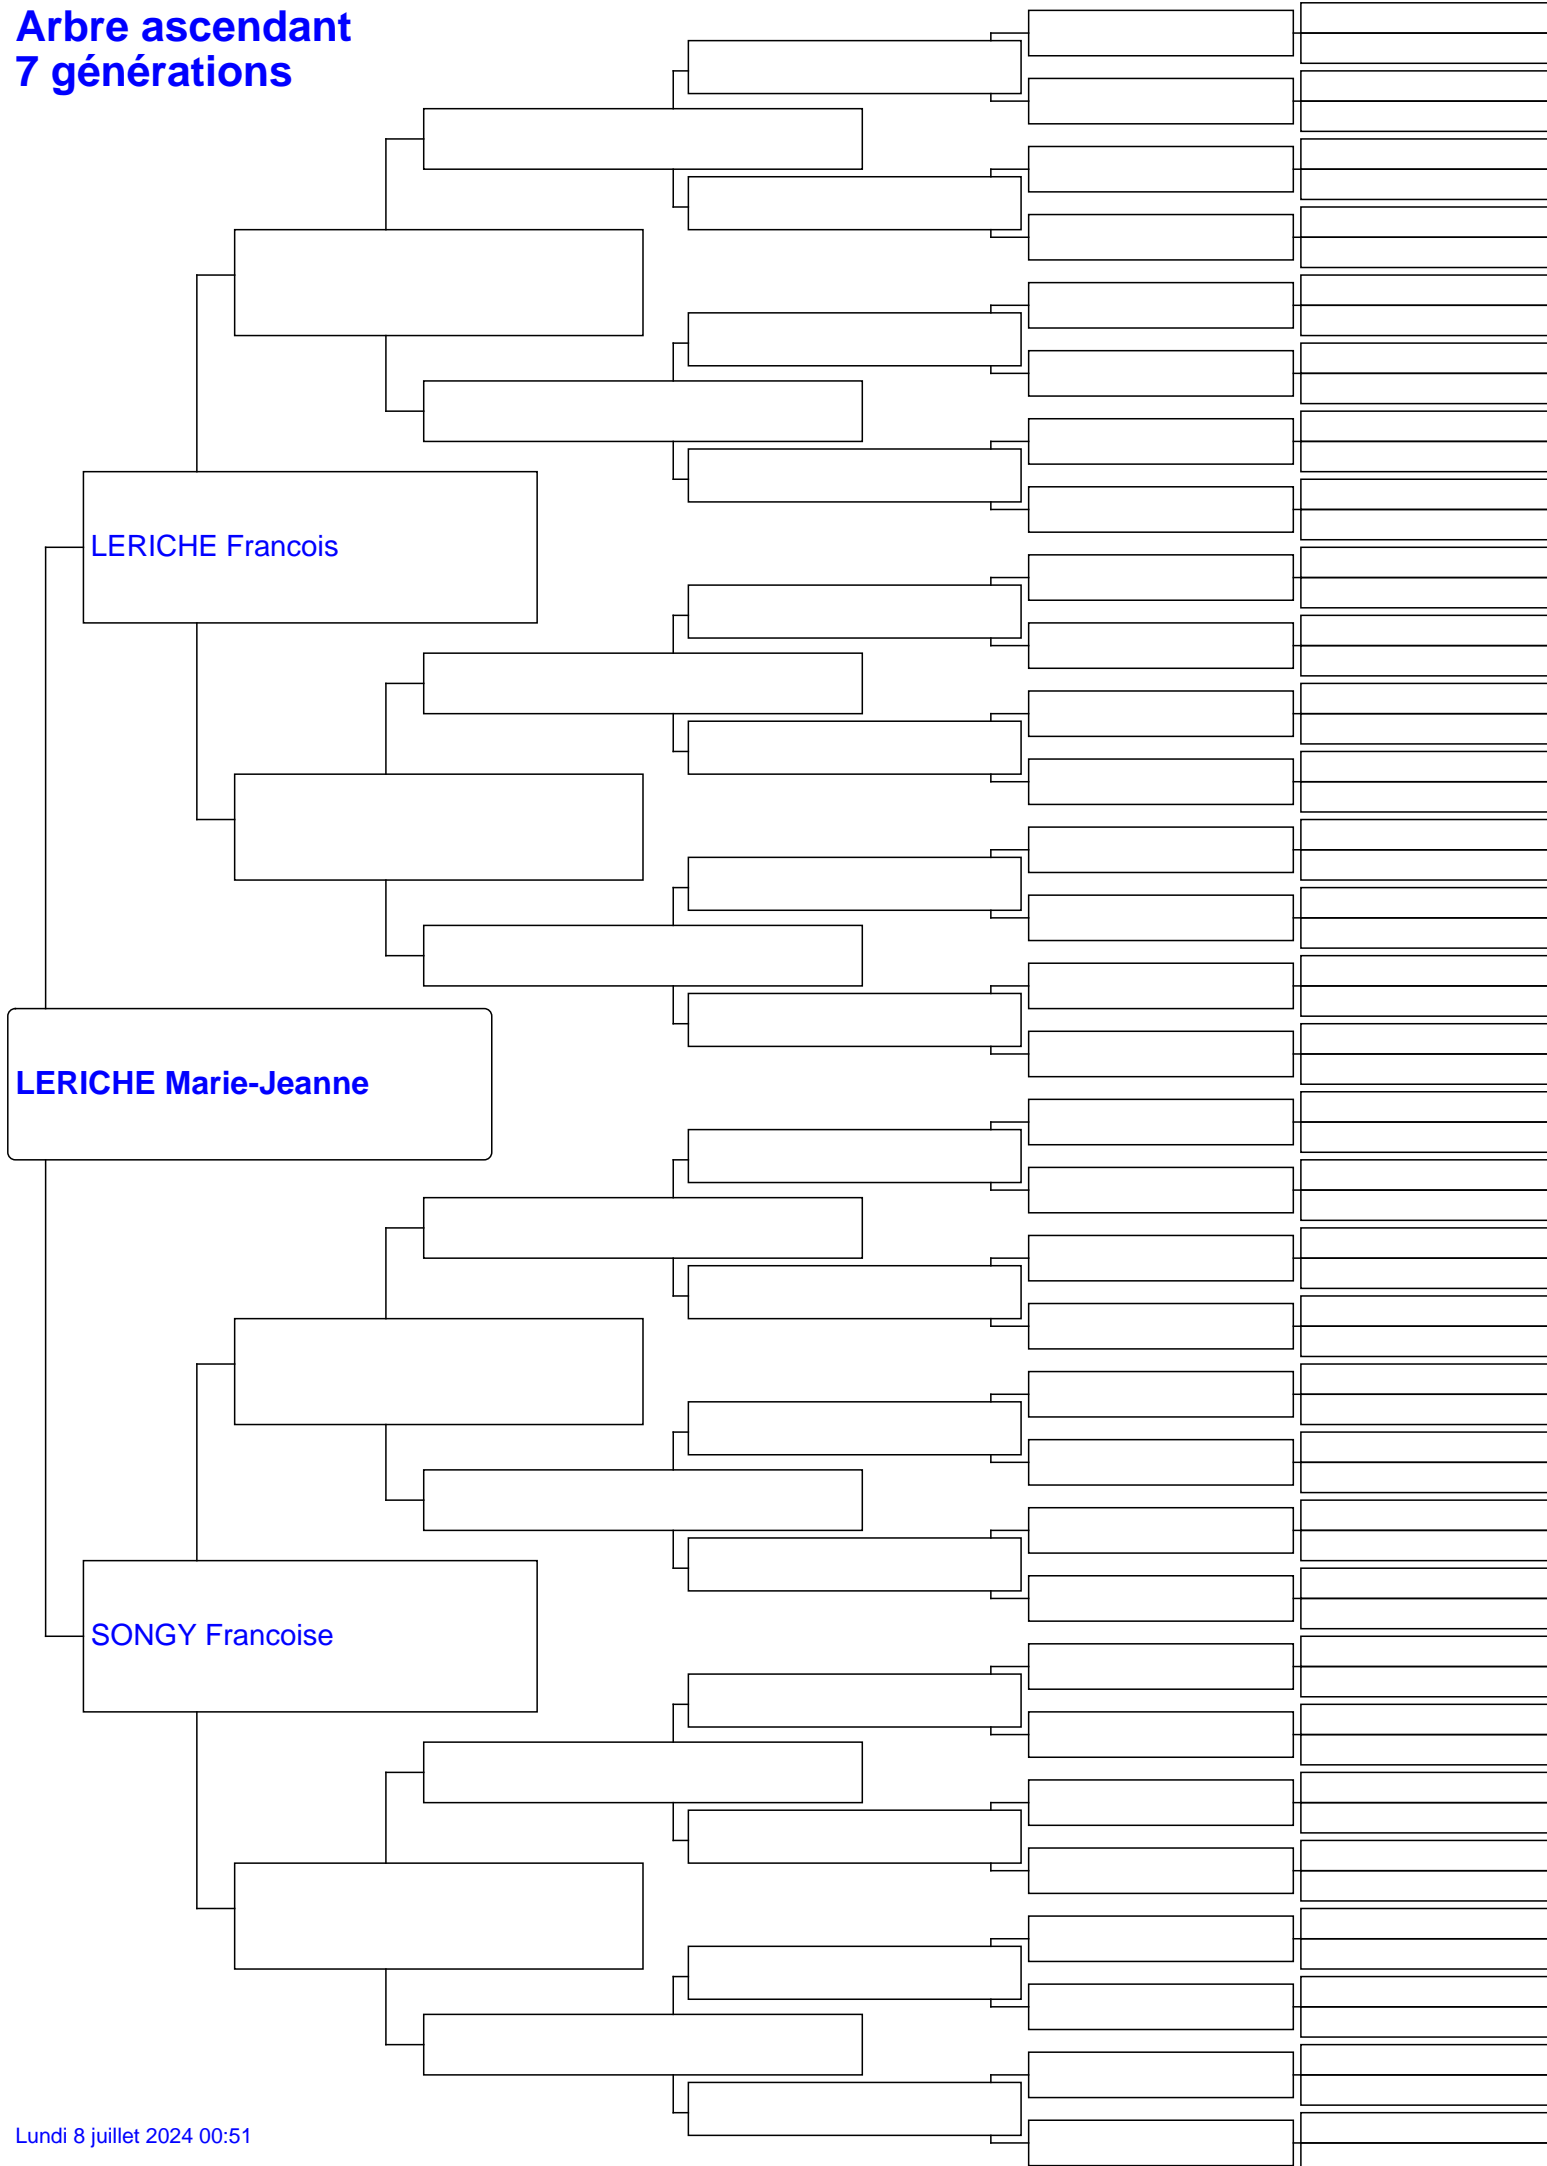 Arbre ascendant
7 générations
LERICHE Francois
LERICHE Marie-Jeanne
SONGY Francoise
Lundi 8 juillet 2024 00:51